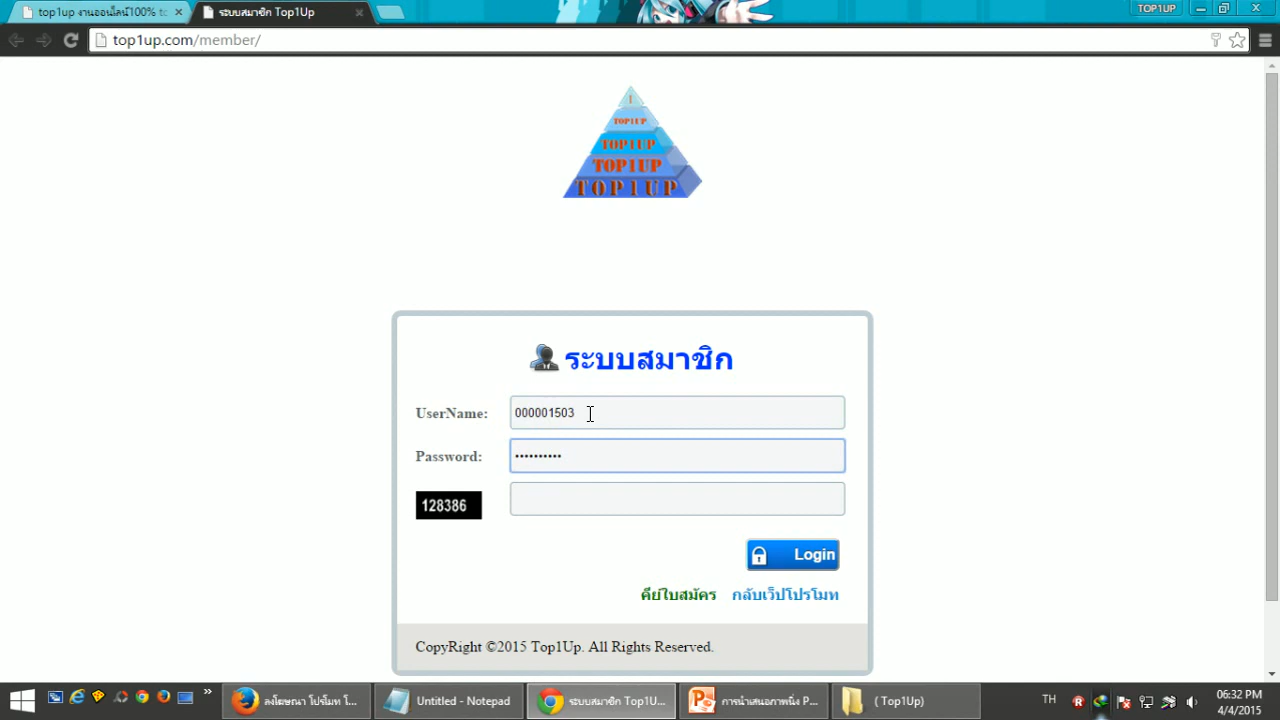 top1up งานออนไลน์100% to
ระบบสมาชิก Top1Up
TOP1UP
top1up.com/member/
1
TOP1UP
TOP1UP
TOP1UP
TOP1UP
ระบบสมาชิก
UserName: 000001503
Password: ••••••••••
128386
Login
คีย์ใบสมัคร กลับเว็ปโปรโมท
CopyRight ©2015 Top1Up. All Rights Reserved.
ลงโฆษณา โปรโม้ท โ...
Untitled - Notepad
ระบบสมาชิก Top1U...
การนำเสนอภาพนิ่ง P...
( Top1Up)
TH
06:32 PM
4/4/2015